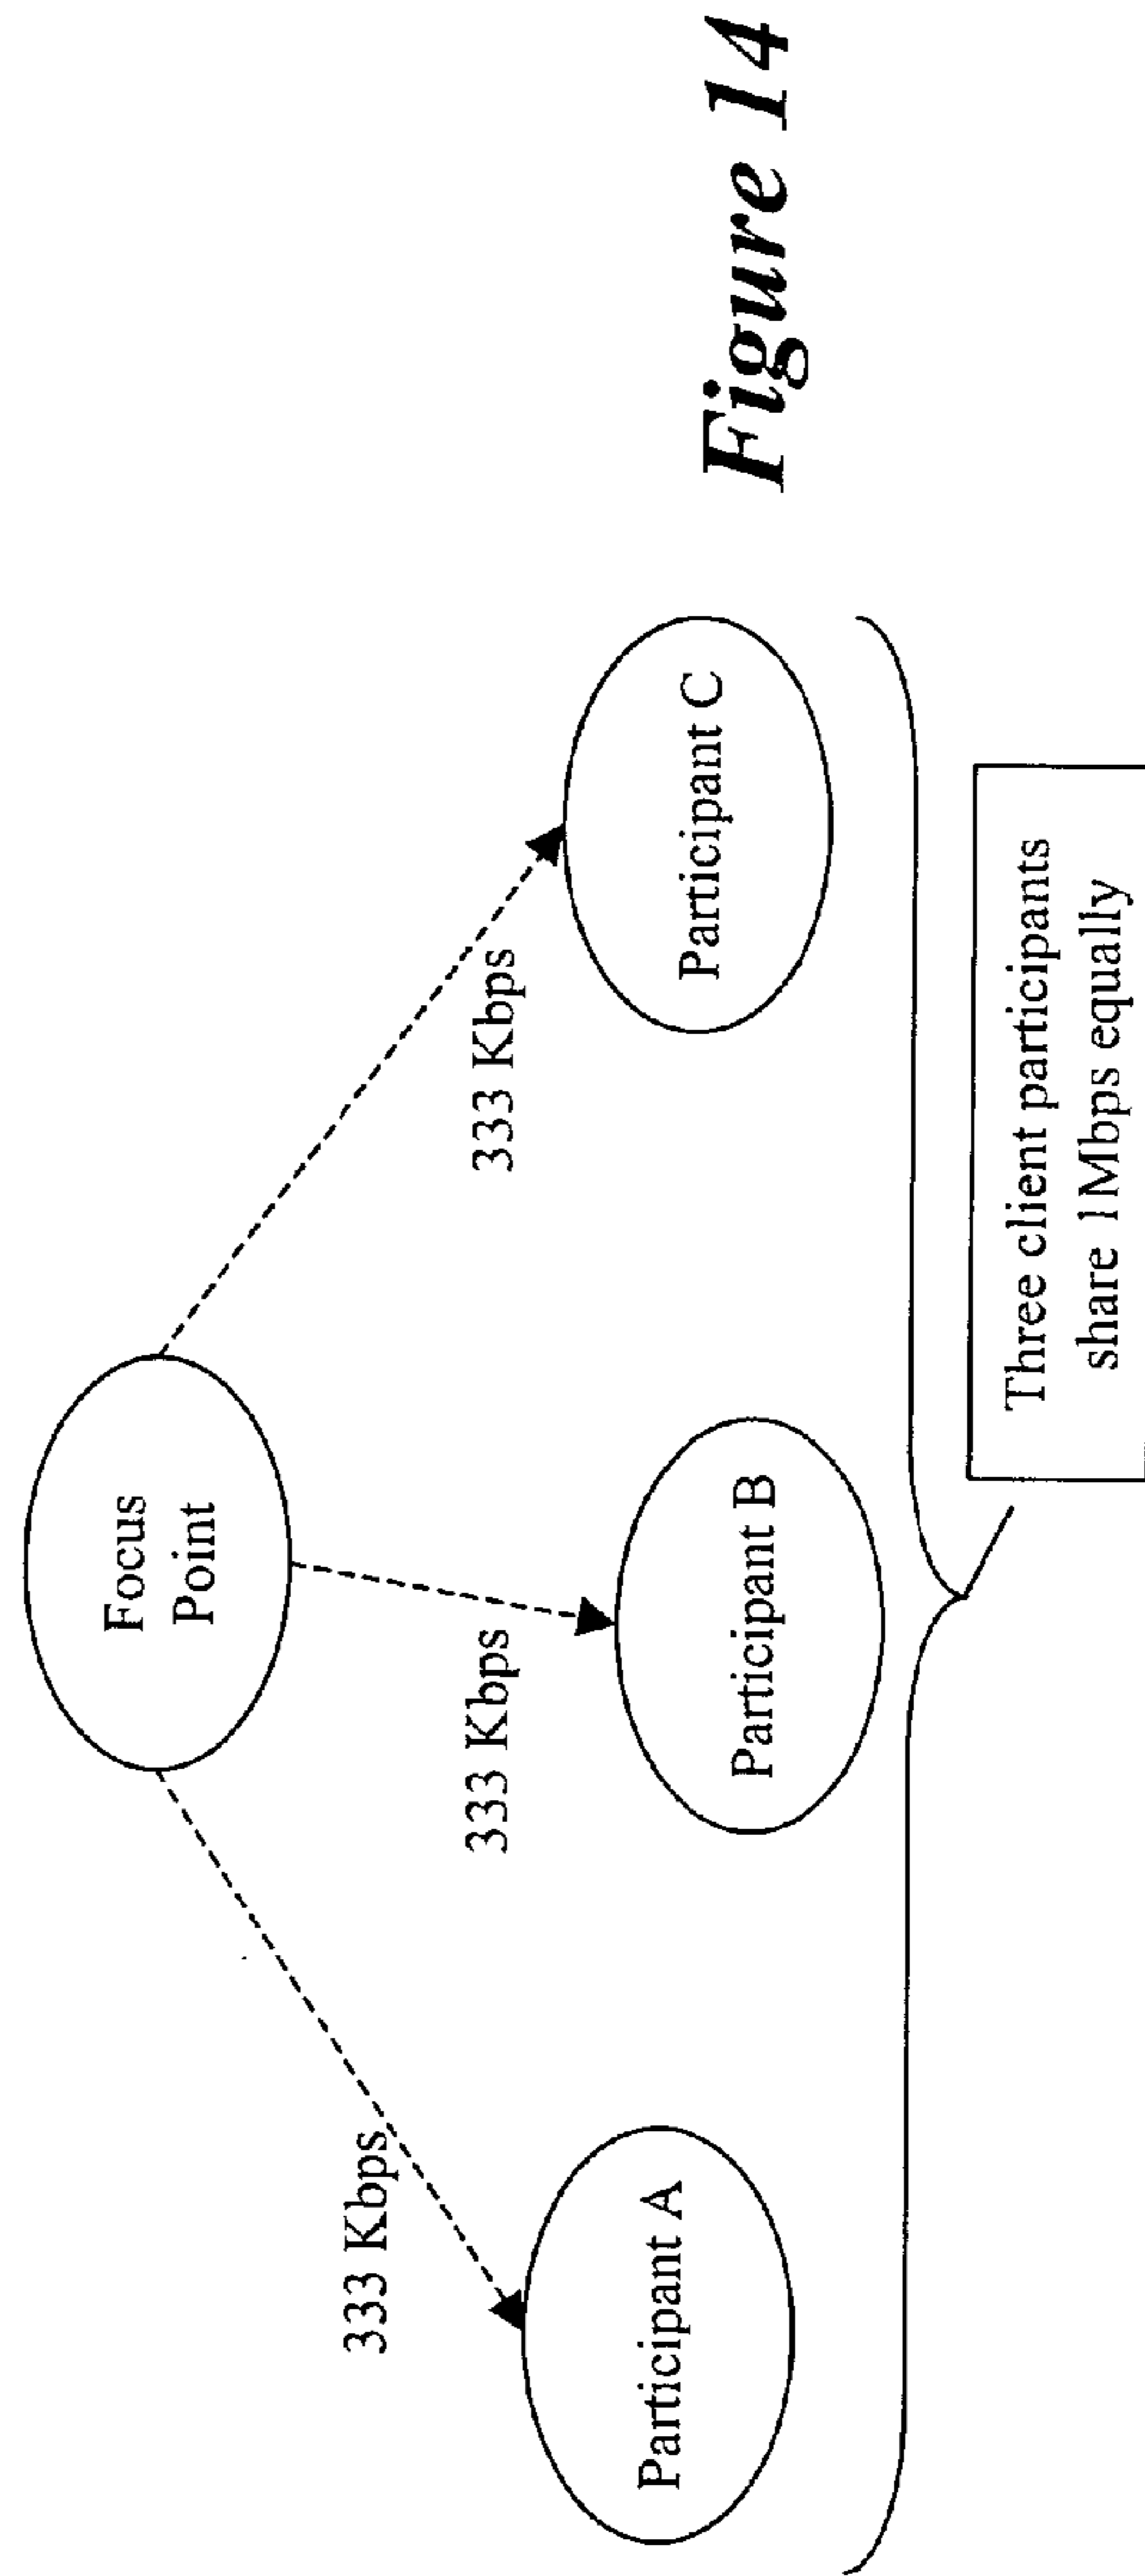 Focus
Point
333 Kbps
333 Kbps
333 Kbps
Participant A
Participant B
Participant C
Three client participants
share 1Mbps equally
Figure 14